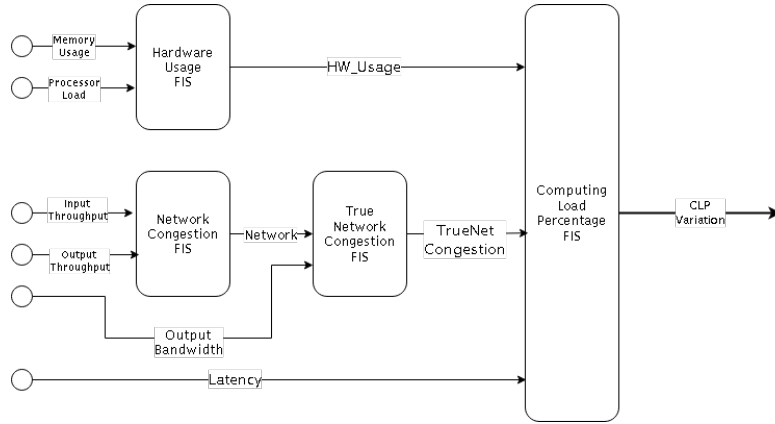 Memory
Usage
Processor
Load
Hardware
Usage
FIS
HW_Usage
Input
Throughput
Output
Throughput
Network
Congestion
FIS
Network
True
Network
Congestion
FIS
TrueNet
Congestion
Output
Bandwidth
Latency
Computing
Load
Percentage
FIS
CLP
Variation